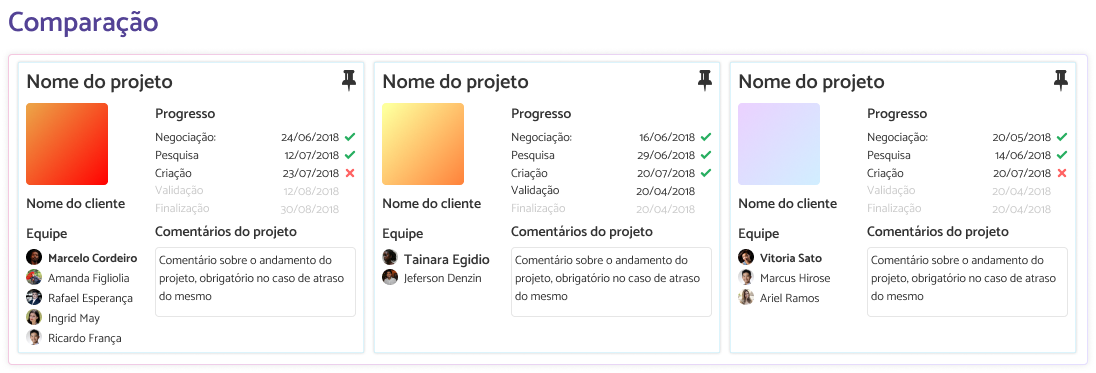 Comparação
Nome do projeto
Progresso
Negociação: 24/06/2018
Pesquisa 12/07/2018
Criação 23/07/2018
Validação 12/08/2018
Finalização 30/08/2018
Nome do cliente
Equipe
Marcelo Cordeiro
Amanda Figliolia
Rafael Esperança
Ingrid May
Ricardo França
Comentários do projeto
Comentário sobre o andamento do
projeto, obrigatório no caso de atraso
do mesmo
Nome do projeto
Progresso
Negociação: 16/06/2018
Pesquisa 29/06/2018
Criação 20/07/2018
Validação 20/04/2018
Finalização 20/04/2018
Nome do cliente
Equipe
Tainara Egidio
Jeferson Denzin
Comentários do projeto
Comentário sobre o andamento do
projeto, obrigatório no caso de atraso
do mesmo
Nome do projeto
Progresso
Negociação: 20/05/2018
Pesquisa 14/06/2018
Criação 20/07/2018
Validação 20/04/2018
Finalização 20/04/2018
Nome do cliente
Equipe
Vitoria Sato
Marcus Hirose
Ariel Ramos
Comentários do projeto
Comentário sobre o andamento do
projeto, obrigatório no caso de atraso
do mesmo